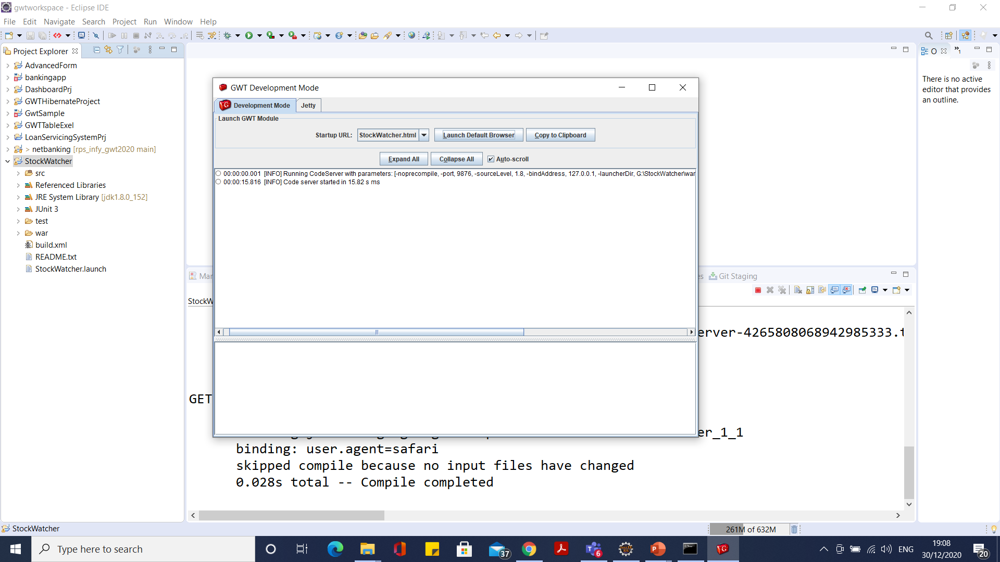 gwtworkspace - Eclipse IDE
File Edit Navigate Search Project Run Window Help
Project Explorer
AdvancedForm
bankingapp
DashboardPrj
GWTHibernateProject
GwtSample
GWTTableExel
LoanServicingSystemPrj
> netbanking [rps_infy_gwt2020 main]
StockWatcher
src
Referenced Libraries
JRE System Library [jdk1.8.0_152]
JUnit 3
test
war
build.xml
README.txt
StockWatcher.launch
GWT Development Mode
Development Mode Jetty
Launch GWT Module
Startup URL: StockWatcher.html Launch Default Browser Copy to Clipboard
Expand All Collapse All Auto-scroll
00:00:00.001 [INFO] Running CodeServer with parameters: [-noprecompile, -port, 9876, -sourceLevel, 1.8, -bindAddress, 127.0.0.1, -launcherDir, G:\StockWatcher\war
00:00:15.816 [INFO] Code server started in 15.82 s ms
O
1
There is no active
editor that provides
an outline.
Mar
es Git Staging
StockW
erver-4265808068942985333.t
GET
er_1_1
binding: user.agent=safari
skipped compile because no input files have changed
0.028s total -- Compile completed
StockWatcher
261M of 632M
Type here to search
37
6
ENG
19:08
30/12/2020
20